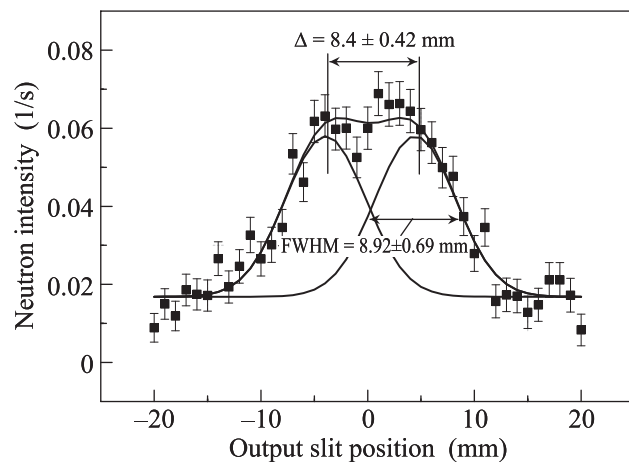 Δ = 8.4 ± 0.42 mm
0.08
0.06
0.04
0.02
0
Neutron intensity (1/s)
FWHM = 8.92±0.69 mm
–20
–10
0
10
20
Output slit position (mm)